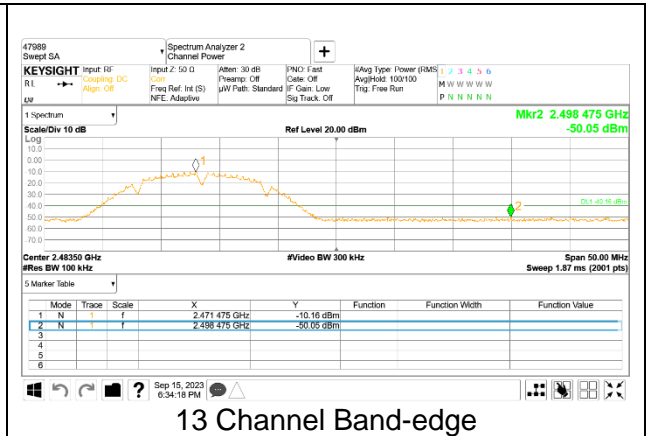 47989
Swept SA
Spectrum Analyzer 2
Channel Power
+
KEYSIGHT Input: RF Input Z: 50 Ω Atten: 30 dB PNO: Fast #Avg Type: Power (RMS 1 2 3 4 5 6
R L Coupling: DC Corr Preamp: Off Gate: Off Avg|Hold: 100/100 M W W W W W
Align: Off Freq Ref: Int (S) µW Path: Standard IF Gain: Low Trig: Free Run
NFE: Adaptive Sig Track: Off P N N N N N
1 Spectrum Mkr2 2.498 475 GHz
Scale/Div 10 dB Ref Level 20.00 dBm -50.05 dBm
Log
10.0
0.00
10.0
20.0
30.0
40.0
50.0
60.0
-70.0
1
2
DL1 -40.16 dBm
Center 2.48350 GHz #Video BW 300 kHz Span 50.00 MHz
#Res BW 100 kHz Sweep 1.87 ms (2001 pts)
5 Marker Table
Mode Trace Scale X Y Function Function Width Function Value
1 N 1 f 2.471 475 GHz -10.16 dBm
2 N 1 f 2.498 475 GHz -50.05 dBm
3
4
5
6
? Sep 15, 2023
6:34:18 PM
13 Channel Band-edge